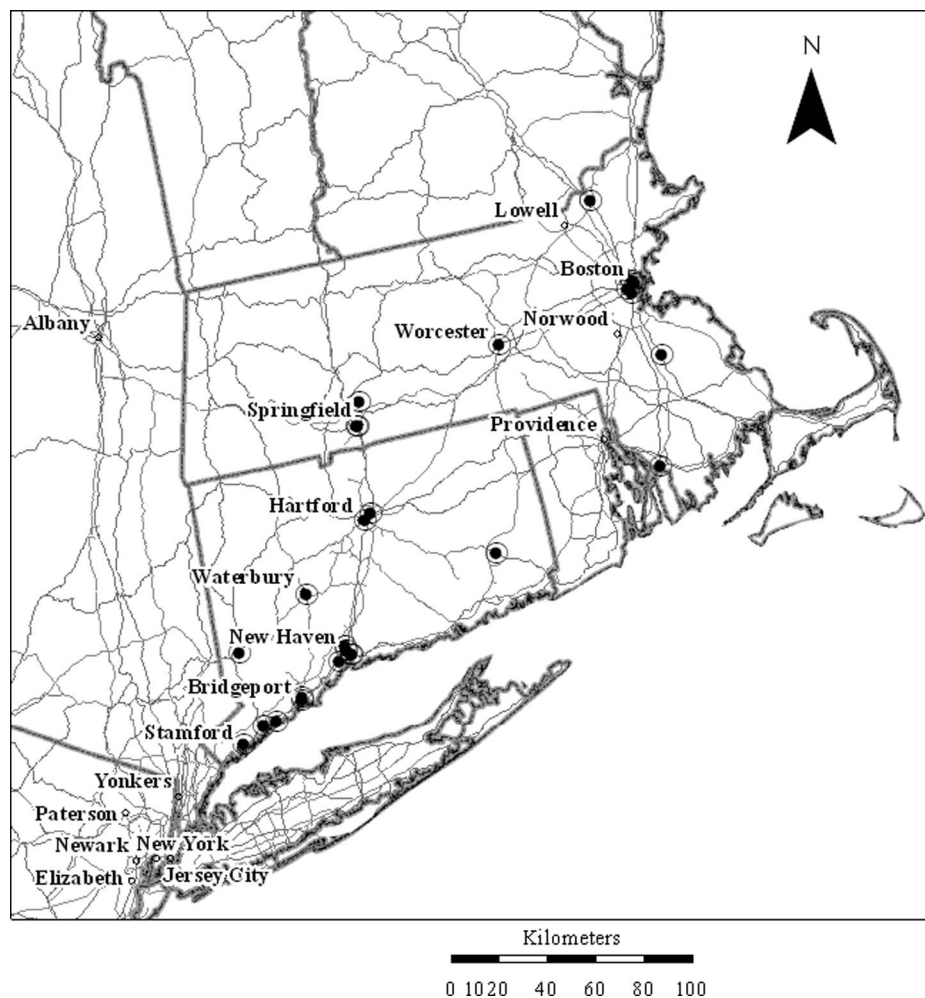 N
Lowell
Boston
Albany
Worcester
Norwood
Springfield
Providence
Hartford
Waterbury
New Haven
Bridgeport
Stamford
Yonkers
Paterson
Newark
New York
Elizabeth
Jersey City
Kilometers
0 10 20 40 60 80 100